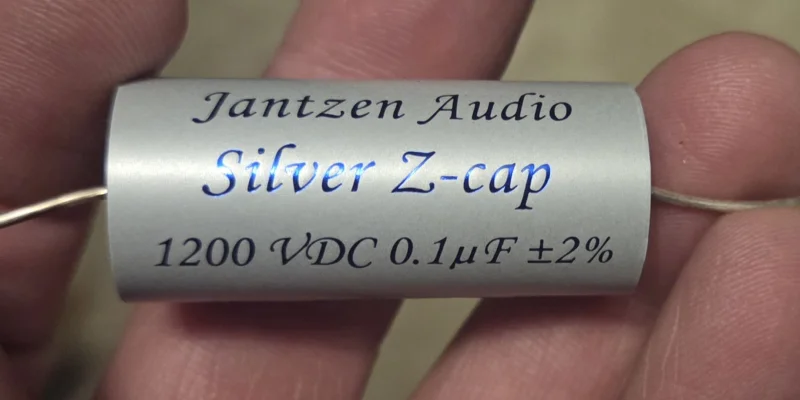 Jantzen Audio
Silver Z-cap
1200 VDC 0.1µF ±2%